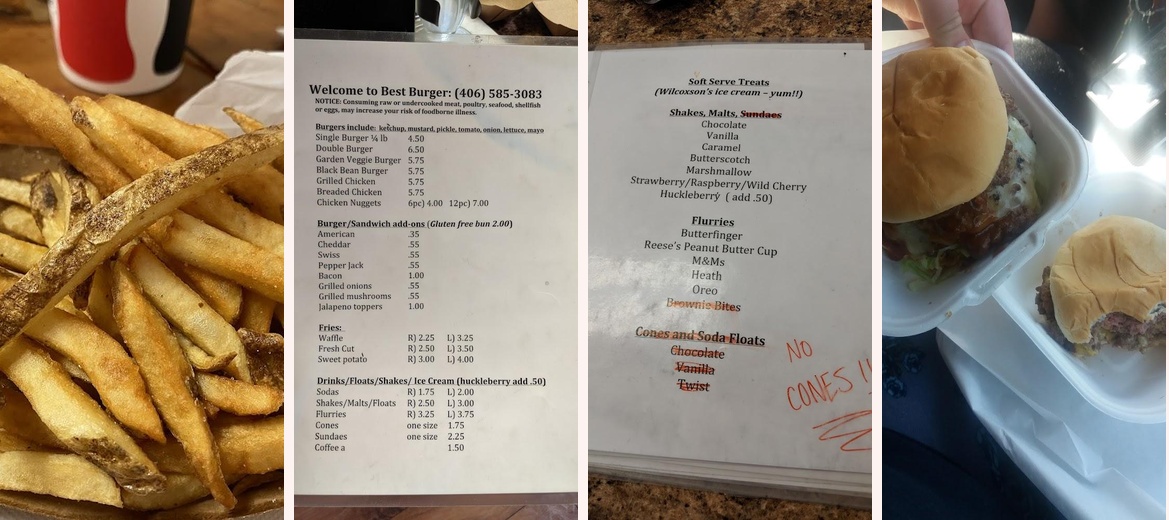 Welcome to Best Burger: (406) 585-3083
NOTICE: Consuming raw or undercooked meat, poultry, seafood, shellfish
or eggs, may increase your risk of foodborne illness.
Burgers include: ketchup, mustard, pickle, tomato, onion, lettuce, mayo
Single Burger ¼ lb 4.50
Double Burger 6.50
Garden Veggie Burger 5.75
Black Bean Burger 5.75
Grilled Chicken 5.75
Breaded Chicken 5.75
Chicken Nuggets 6pc) 4.00 12pc) 7.00
Burger/Sandwich add-ons (Gluten free bun 2.00)
American .35
Cheddar .55
Swiss .55
Pepper Jack .55
Bacon 1.00
Grilled onions .55
Grilled mushrooms .55
Jalapeno toppers 1.00
Fries:
Waffle R) 2.25 L) 3.25
Fresh Cut R) 2.50 L) 3.50
Sweet potato R) 3.00 L) 4.00
Drinks/Floats/Shakes/ Ice Cream (huckleberry add .50)
Sodas R) 1.75 L) 2.00
Shakes/Malts/Floats R) 2.50 L) 3.00
Flurries R) 3.25 L) 3.75
Cones one size 1.75
Sundaes one size 2.25
Coffee a 1.50
Soft Serve Treats
(Wilcoxson's ice cream – yum!!)
Shakes, Malts, Sundaes
Chocolate
Vanilla
Caramel
Butterscotch
Marshmallow
Strawberry/Raspberry/Wild Cherry
Huckleberry ( add .50)
Flurries
Butterfinger
Reese's Peanut Butter Cup
M&Ms
Heath
Oreo
Brownie Bites
Cones and Soda Floats
Chocolate
Vanilla
Twist
NO
CONES !!